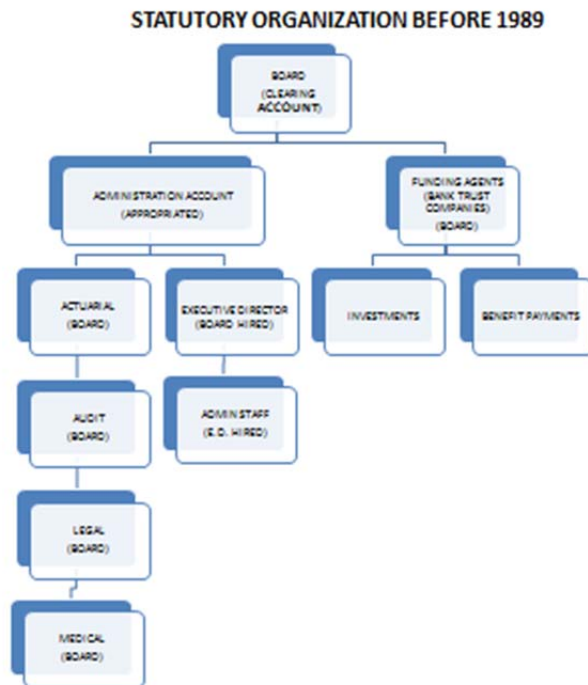 STATUTORY ORGANIZATION BEFORE 1989
BOARD
(CLEARING
ACCOUNT)
ADMINISTRATION ACCOUNT
(APPROPRIATED)
FUNDING AGENTS
(BANK TRUST
COMPANIES)
(BOARD)
ACTUARIAL
(BOARD)
EXECUTIVE DIRECTOR
(BOARD HIRED)
INVESTMENTS
BENEFIT PAYMENTS
AUDIT
(BOARD)
ADMIN STAFF
(E.D. HIRED)
LEGAL
(BOARD)
MEDICAL
(BOARD)